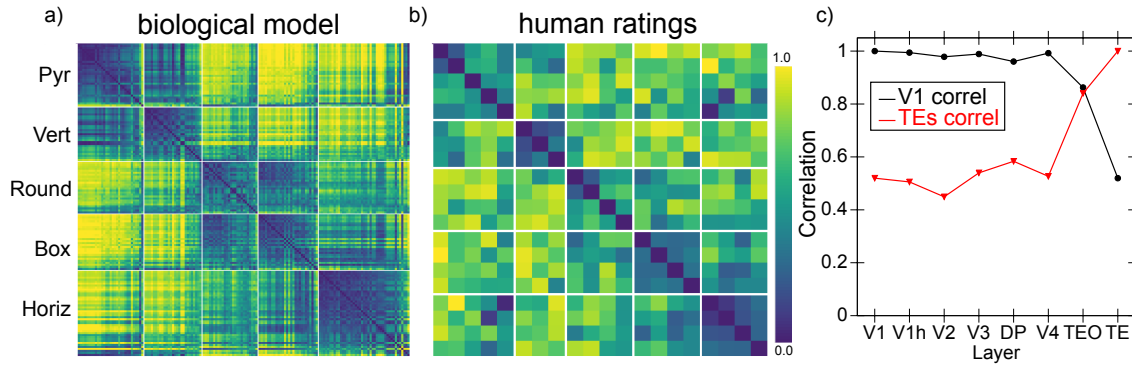 a)
biological model
b)
human ratings
c)
Pyr
Vert
Round
Box
Horiz
1.0
0.0
1
0.8
0.6
0.4
0.2
0
Correlation
V1 correl
TEs correl
V1 V1h V2 V3 DP V4 TEO TE
Layer